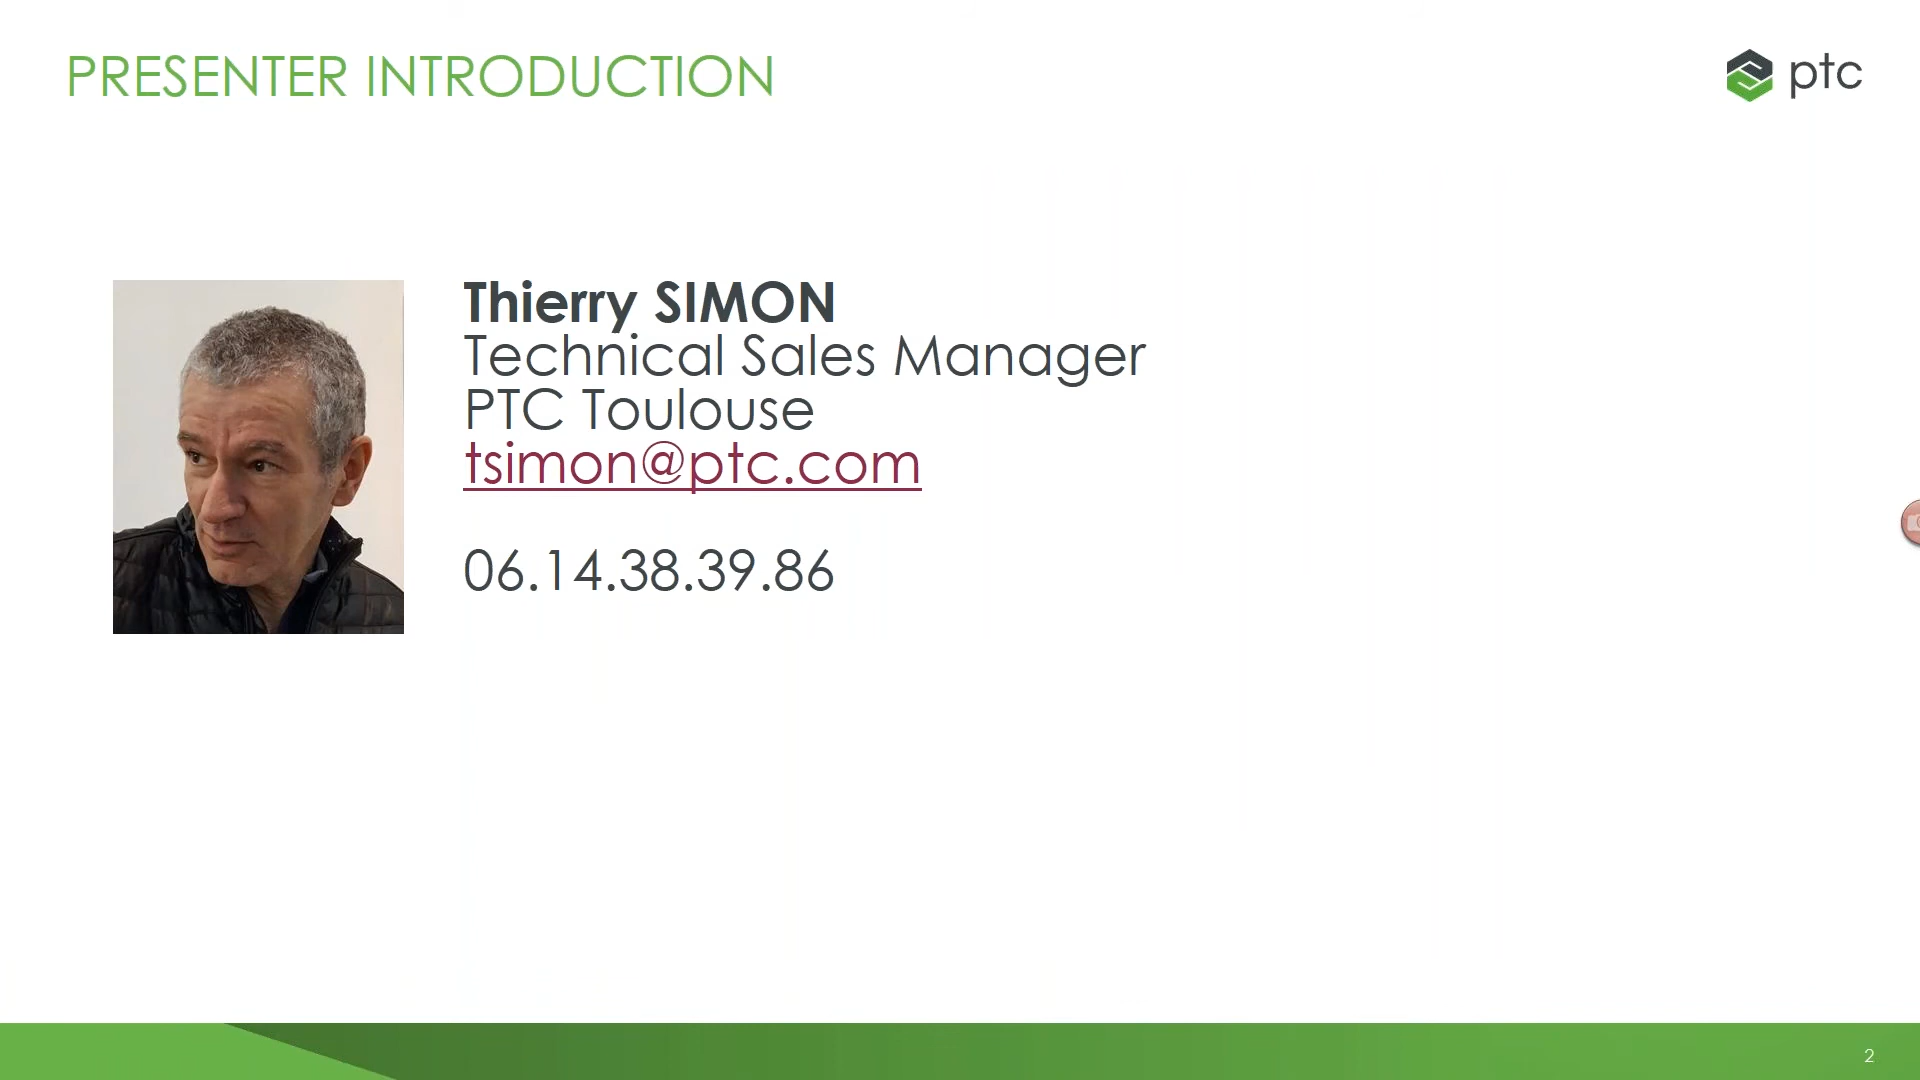 PRESENTER INTRODUCTION
ptc
Thierry SIMON
Technical Sales Manager
PTC Toulouse
tsimon@ptc.com
06.14.38.39.86
2